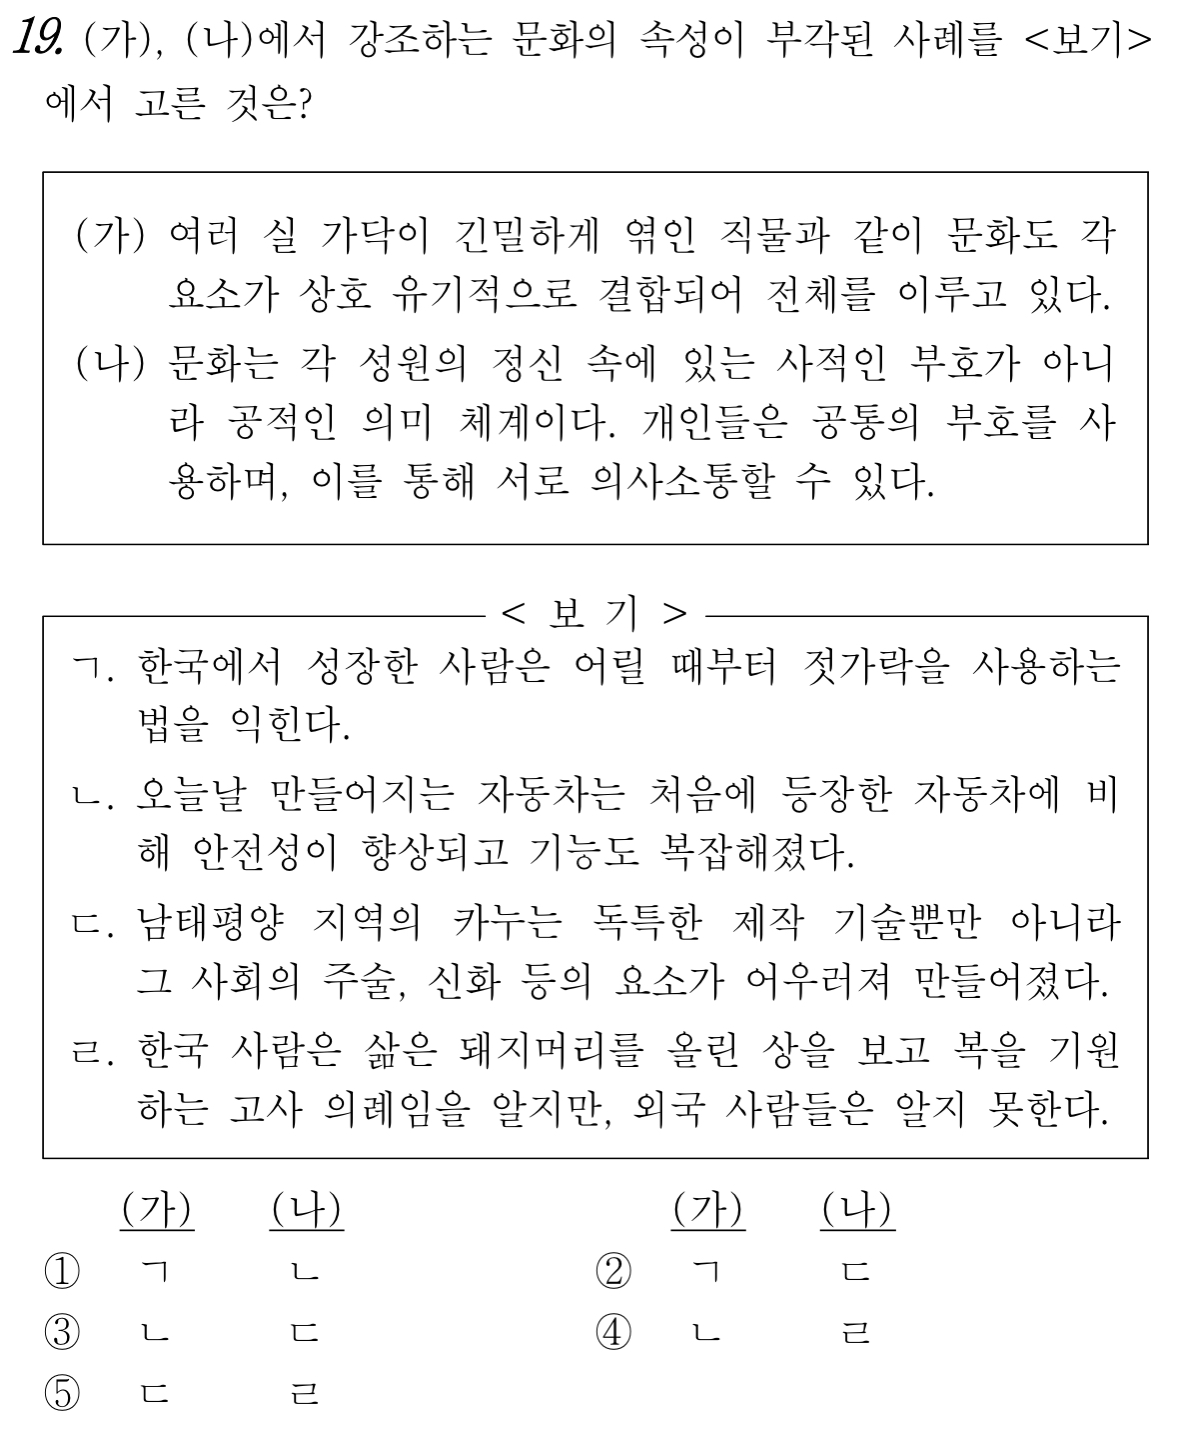 19. (가), (나)에서 강조하는 문화의 속성이 부각된 사례를 <보기>
에서 고른 것은?
(가) 여러 실 가닥이 긴밀하게 엮인 직물과 같이 문화도 각
요소가 상호 유기적으로 결합되어 전체를 이루고 있다.
(나) 문화는 각 성원의 정신 속에 있는 사적인 부호가 아니
라 공적인 의미 체계이다. 개인들은 공통의 부호를 사
용하며, 이를 통해 서로 의사소통할 수 있다.
< 보 기 >
ㄱ. 한국에서 성장한 사람은 어릴 때부터 젓가락을 사용하는
법을 익힌다.
ㄴ. 오늘날 만들어지는 자동차는 처음에 등장한 자동차에 비
해 안전성이 향상되고 기능도 복잡해졌다.
ㄷ. 남태평양 지역의 카누는 독특한 제작 기술뿐만 아니라
그 사회의 주술, 신화 등의 요소가 어우러져 만들어졌다.
ㄹ. 한국 사람은 삶은 돼지머리를 올린 상을 보고 복을 기원
하는 고사 의례임을 알지만, 외국 사람들은 알지 못한다.
(가) (나) (가) (나)
① ㄱ ㄴ ② ㄱ ㄷ
③ ㄴ ㄷ ④ ㄴ ㄹ
⑤ ㄷ ㄹ